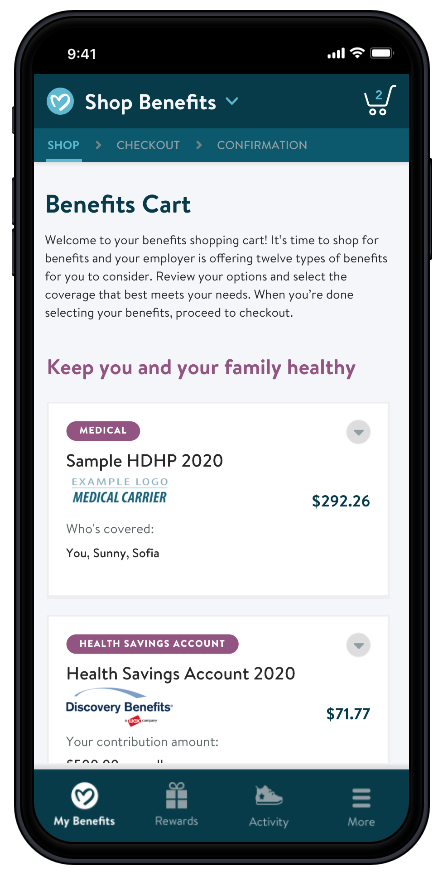 9:41
Shop Benefits
2
SHOP > CHECKOUT > CONFIRMATION
Benefits Cart
Welcome to your benefits shopping cart! It's time to shop for
benefits and your employer is offering twelve types of benefits
for you to consider. Review your options and select the
coverage that best meets your needs. When you're done
selecting your benefits, proceed to checkout.
Keep you and your family healthy
MEDICAL
Sample HDHP 2020
EXAMPLE LOGO
MEDICAL CARRIER
$292.26
Who's covered:
You, Sunny, Sofia
HEALTH SAVINGS ACCOUNT
Health Savings Account 2020
Discovery Benefits
a WEX company
$71.77
Your contribution amount:
My Benefits
Rewards
Activity
More